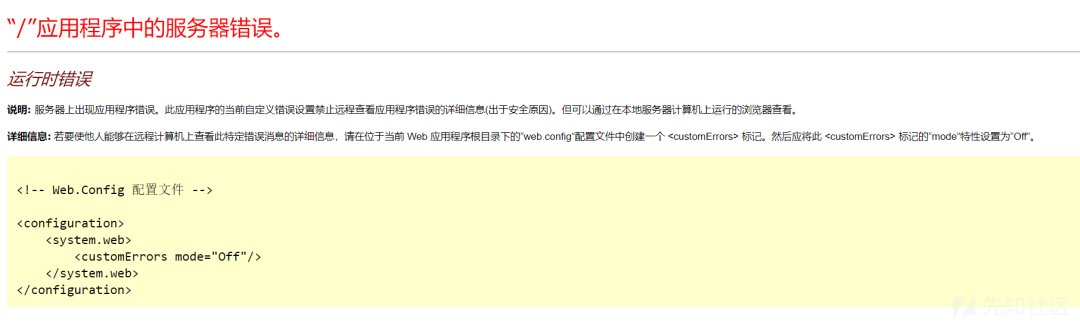 “/”应用程序中的服务器错误。
运行时错误
说明: 服务器上出现应用程序错误。此应用程序的当前自定义错误设置禁止远程查看应用程序错误的详细信息(出于安全原因)。但可以通过在本地服务器计算机上运行的浏览器查看。
详细信息: 若要使他人能够在远程计算机上查看此特定错误消息的详细信息，请在位于当前 Web 应用程序根目录下的“web.config”配置文件中创建一个 <customErrors> 标记。然后应将此 <customErrors> 标记的“mode”特性设置为“Off”。
<!-- Web.Config 配置文件 -->
<configuration>
    <system.web>
        <customErrors mode="Off"/>
    </system.web>
</configuration>
先知社区